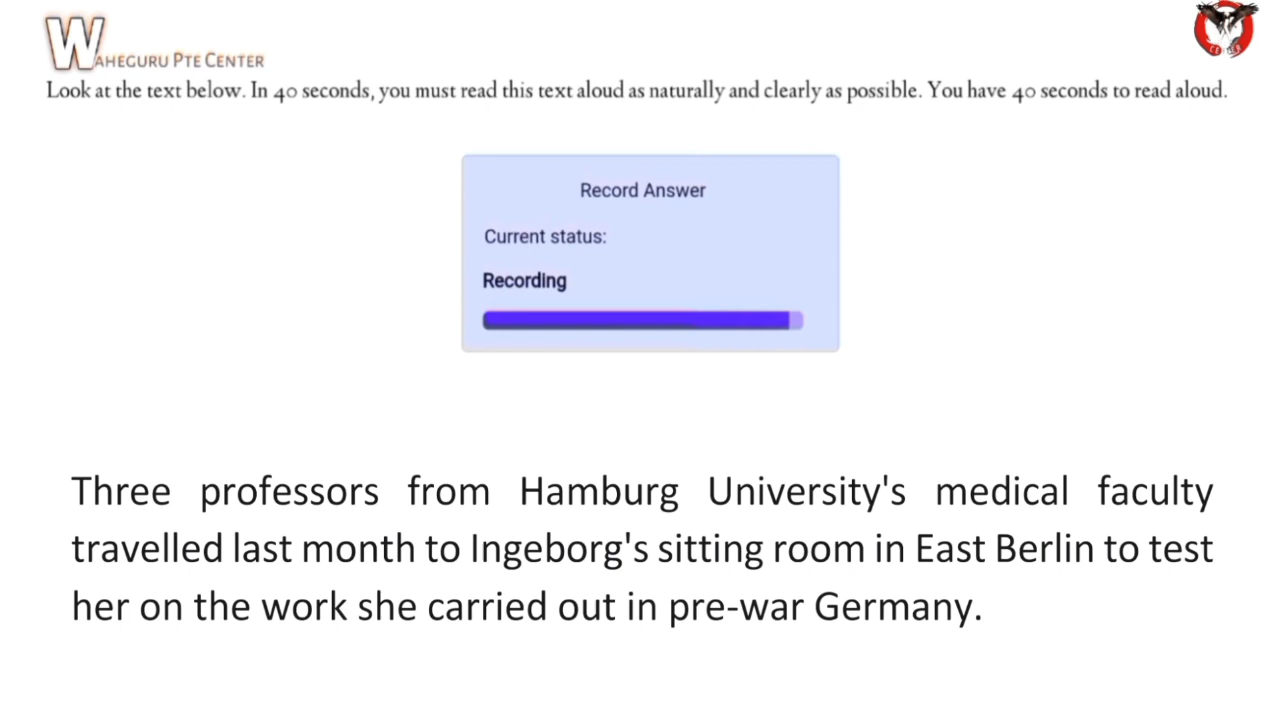 WAHEGURU PTE CENTER
Look at the text below. In 40 seconds, you must read this text aloud as naturally and clearly as possible. You have 40 seconds to read aloud.
Record Answer
Current status:
Recording
Three professors from Hamburg University's medical faculty
travelled last month to Ingeborg's sitting room in East Berlin to test
her on the work she carried out in pre-war Germany.